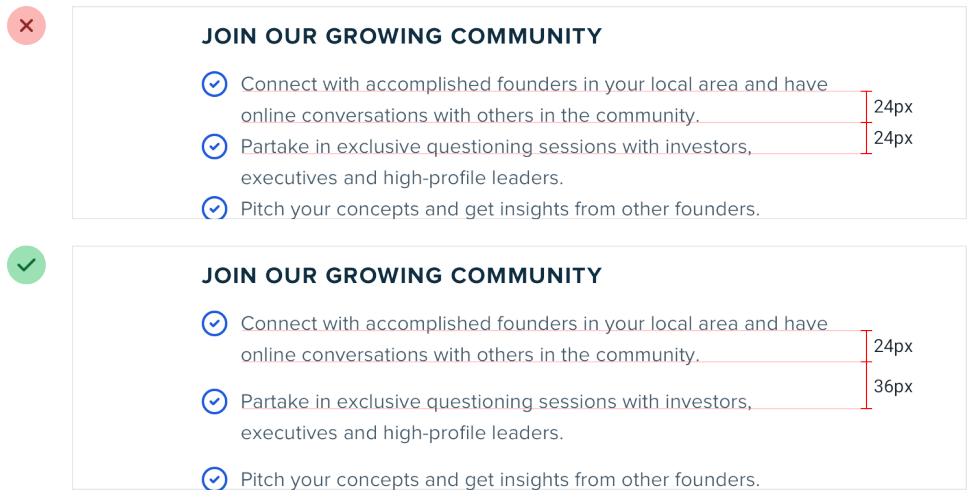 JOIN OUR GROWING COMMUNITY
Connect with accomplished founders in your local area and have
24px
online conversations with others in the community.
24px
Partake in exclusive questioning sessions with investors,
executives and high-profile leaders.
Pitch your concepts and get insights from other founders.
JOIN OUR GROWING COMMUNITY
Connect with accomplished founders in your local area and have
24px
online conversations with others in the community.
36px
Partake in exclusive questioning sessions with investors,
executives and high-profile leaders.
Pitch your concepts and get insights from other founders.